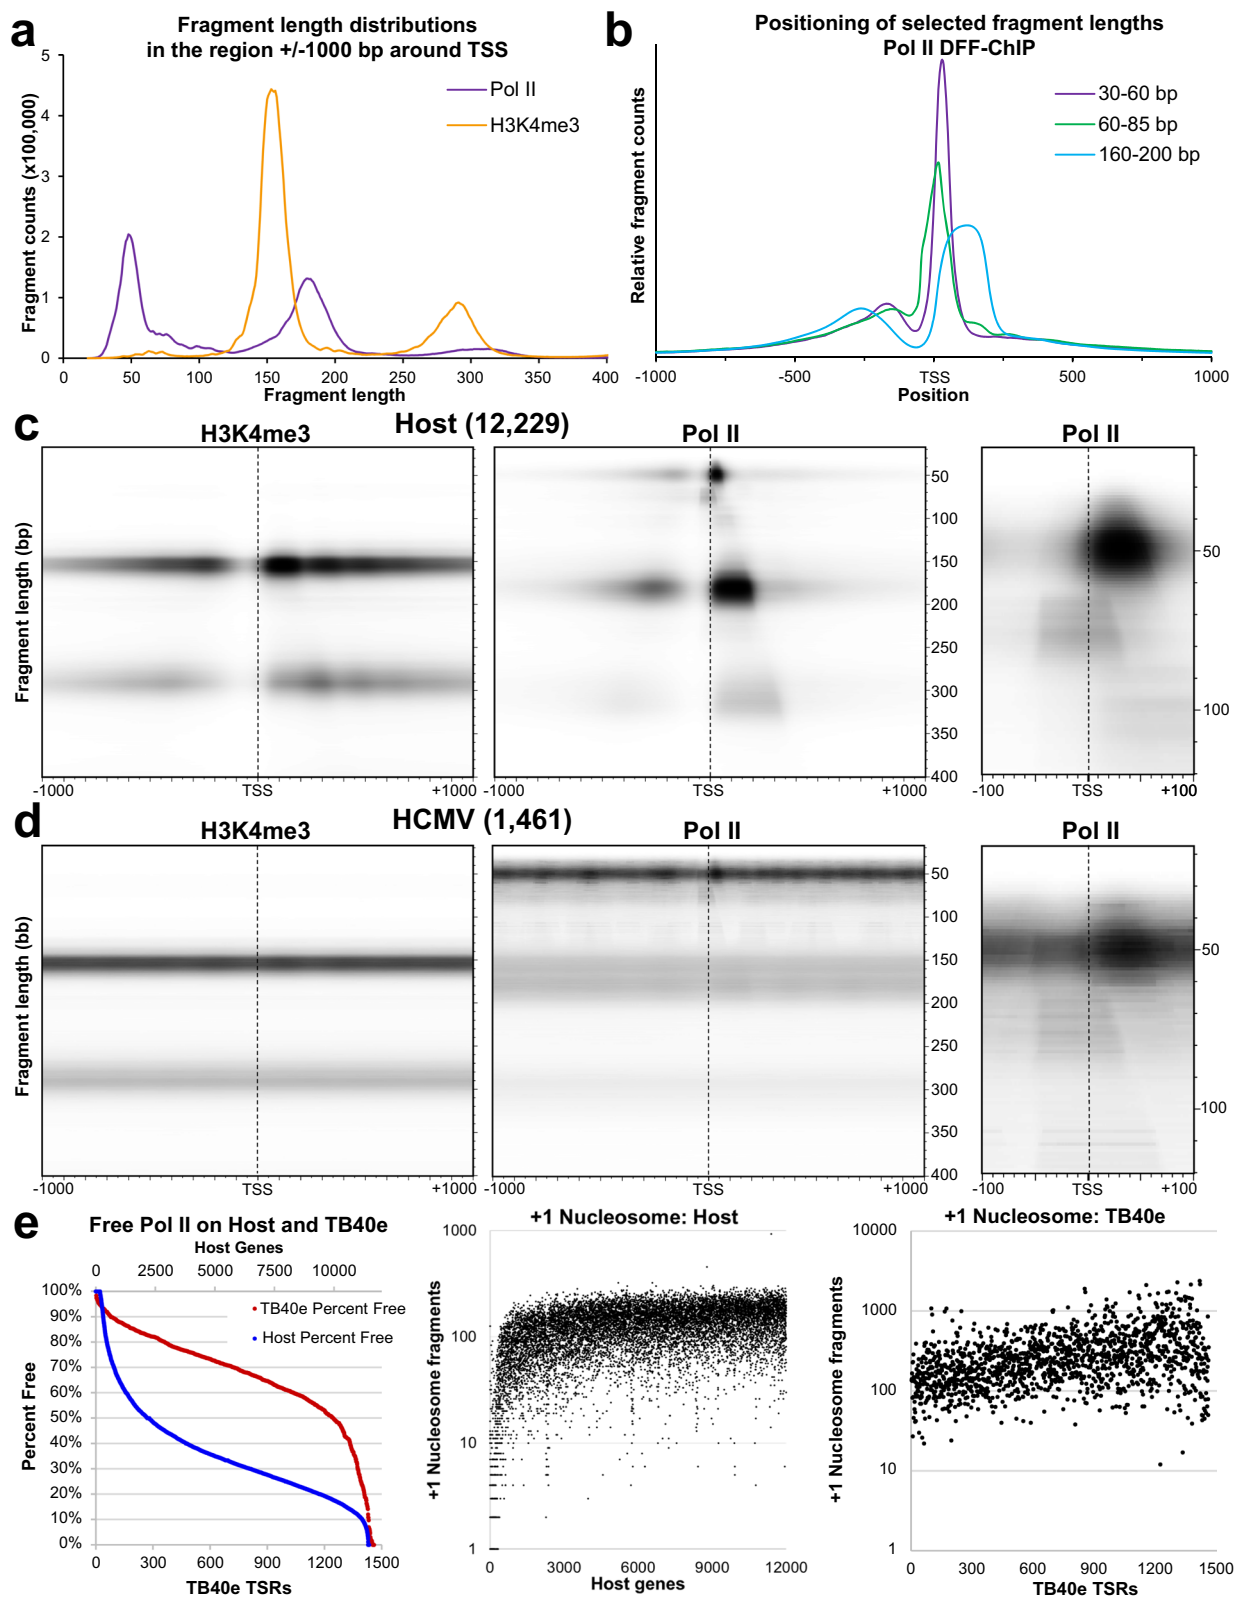 a
Fragment length distributions
in the region +/-1000 bp around TSS
Fragment counts (x100,000)
5
4
3
2
1
0
Pol II
H3K4me3
0 50 100 150 200 250 300 350 400
Fragment length
b
Positioning of selected fragment lengths
Pol II DFF-ChIP
Relative fragment counts
30-60 bp
60-85 bp
160-200 bp
-1000 -500 TSS 500 1000
Position
c
Host (12,229)
H3K4me3
Pol II
Pol II
Fragment length (bp)
50
100
150
200
250
300
350
400
50
100
-1000 TSS +1000
-1000 TSS +1000
-100 TSS +100
d
HCMV (1,461)
H3K4me3
Pol II
Pol II
Fragment length (bb)
50
100
150
200
250
300
350
400
50
100
-1000 TSS +1000
-1000 TSS +1000
-100 TSS +100
e
Free Pol II on Host and TB40e
Host Genes
0 2500 5000 7500 10000
Percent Free
100%
90%
80%
70%
60%
50%
40%
30%
20%
10%
0%
TB40e Percent Free
Host Percent Free
0 300 600 900 1200 1500
TB40e TSRs
+1 Nucleosome: Host
+1 Nucleosome fragments
1000
100
10
1
0 3000 6000 9000 12000
Host genes
+1 Nucleosome: TB40e
+1 Nucleosome fragments
10000
1000
100
10
1
0 300 600 900 1200 1500
TB40e TSRs